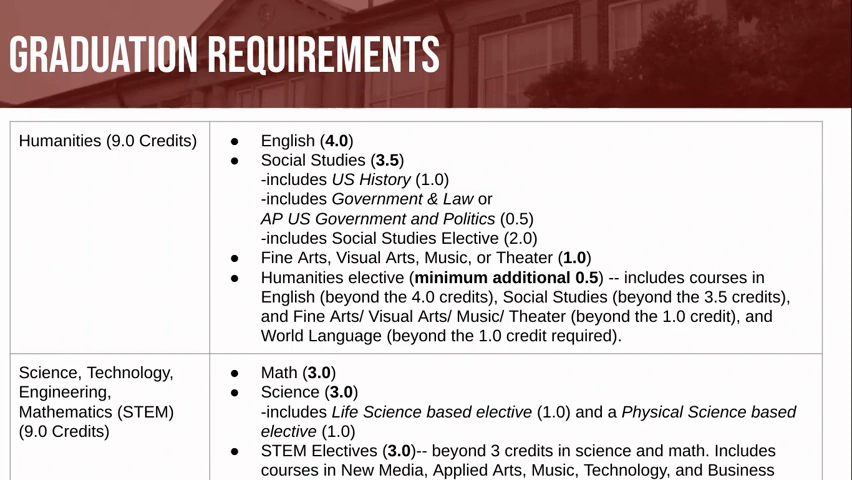 GRADUATION REQUIREMENTS
Humanities (9.0 Credits)
● English (4.0)
● Social Studies (3.5)
-includes US History (1.0)
-includes Government & Law or
AP US Government and Politics (0.5)
-includes Social Studies Elective (2.0)
● Fine Arts, Visual Arts, Music, or Theater (1.0)
● Humanities elective (minimum additional 0.5) -- includes courses in
English (beyond the 4.0 credits), Social Studies (beyond the 3.5 credits),
and Fine Arts/ Visual Arts/ Music/ Theater (beyond the 1.0 credit), and
World Language (beyond the 1.0 credit required).
Science, Technology,
Engineering,
Mathematics (STEM)
(9.0 Credits)
● Math (3.0)
● Science (3.0)
-includes Life Science based elective (1.0) and a Physical Science based
elective (1.0)
● STEM Electives (3.0)-- beyond 3 credits in science and math. Includes
courses in New Media, Applied Arts, Music, Technology, and Business